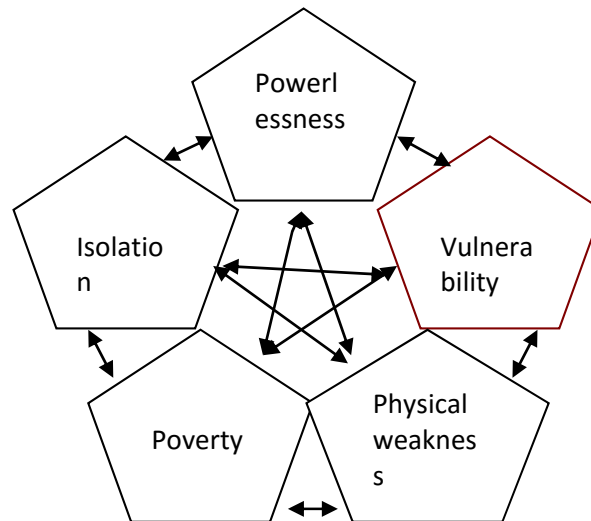 Powerl
essness
Isolatio
n
Vulnera
bility
Poverty
Physical
weaknes
s